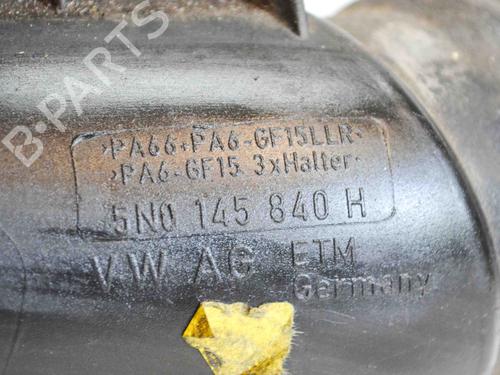 B-PARTS
>PA66+PA6-GF15LLR<
>PA6-GF15 3xHalter<
5N0 145 840 H
VW AG ETM
Germany